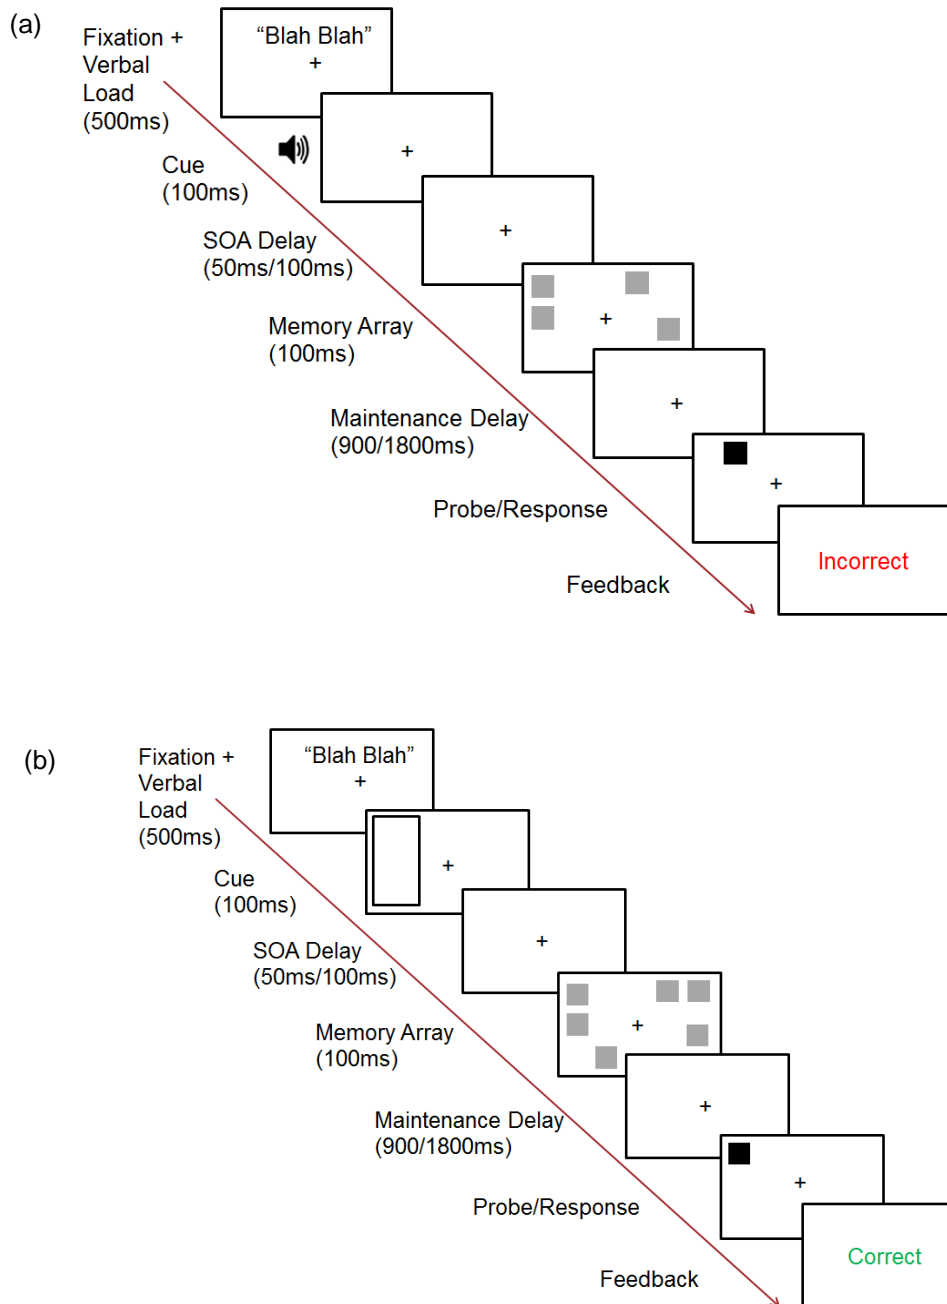 (a)
Fixation +
Verbal
Load
(500ms)
“Blah Blah”
+
Cue
(100ms)
+
SOA Delay
(50ms/100ms)
+
Memory Array
(100ms)
+
Maintenance Delay
(900/1800ms)
+
Probe/Response
+
Feedback
Incorrect
(b)
Fixation +
Verbal
Load
(500ms)
“Blah Blah”
+
Cue
(100ms)
+
SOA Delay
(50ms/100ms)
+
Memory Array
(100ms)
+
Maintenance Delay
(900/1800ms)
+
Probe/Response
+
Feedback
Correct